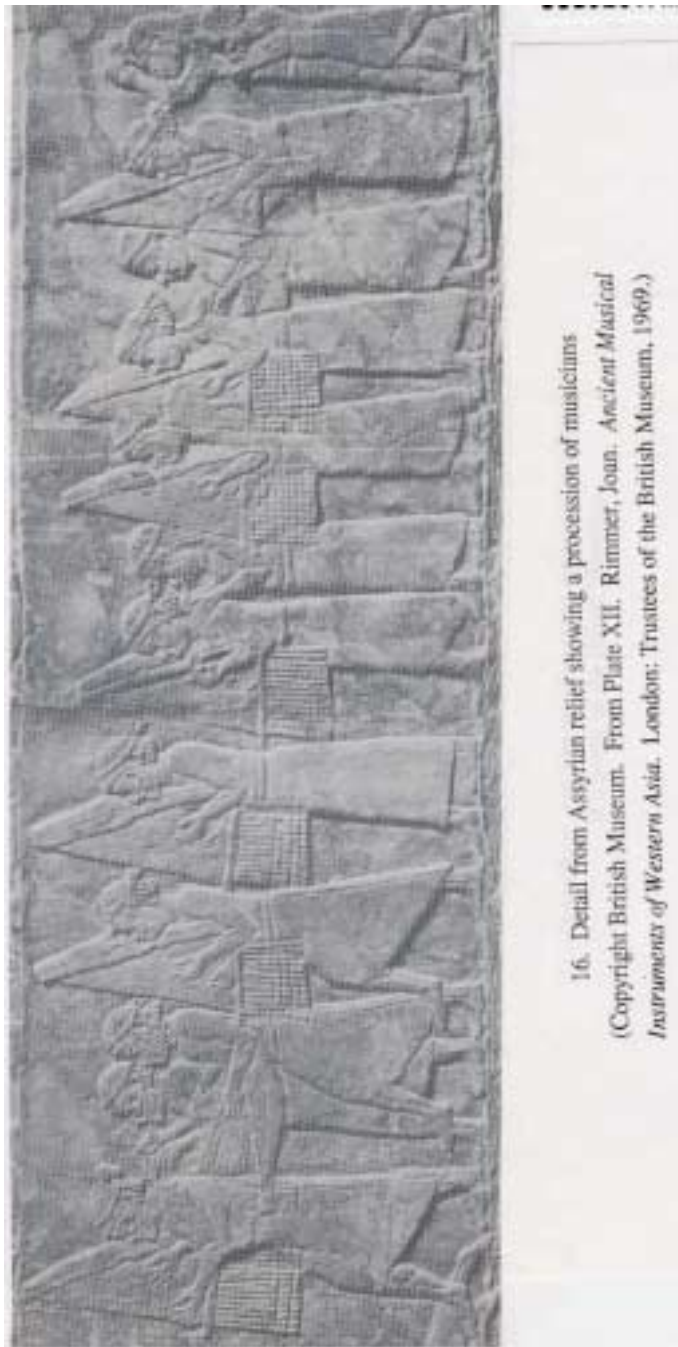 16. Detail from Assyrian relief showing a procession of musicians
(Copyright British Museum. From Plate XII. Rimmer, Joan. Ancient Musical
Instruments of Western Asia. London: Trustees of the British Museum, 1969.)